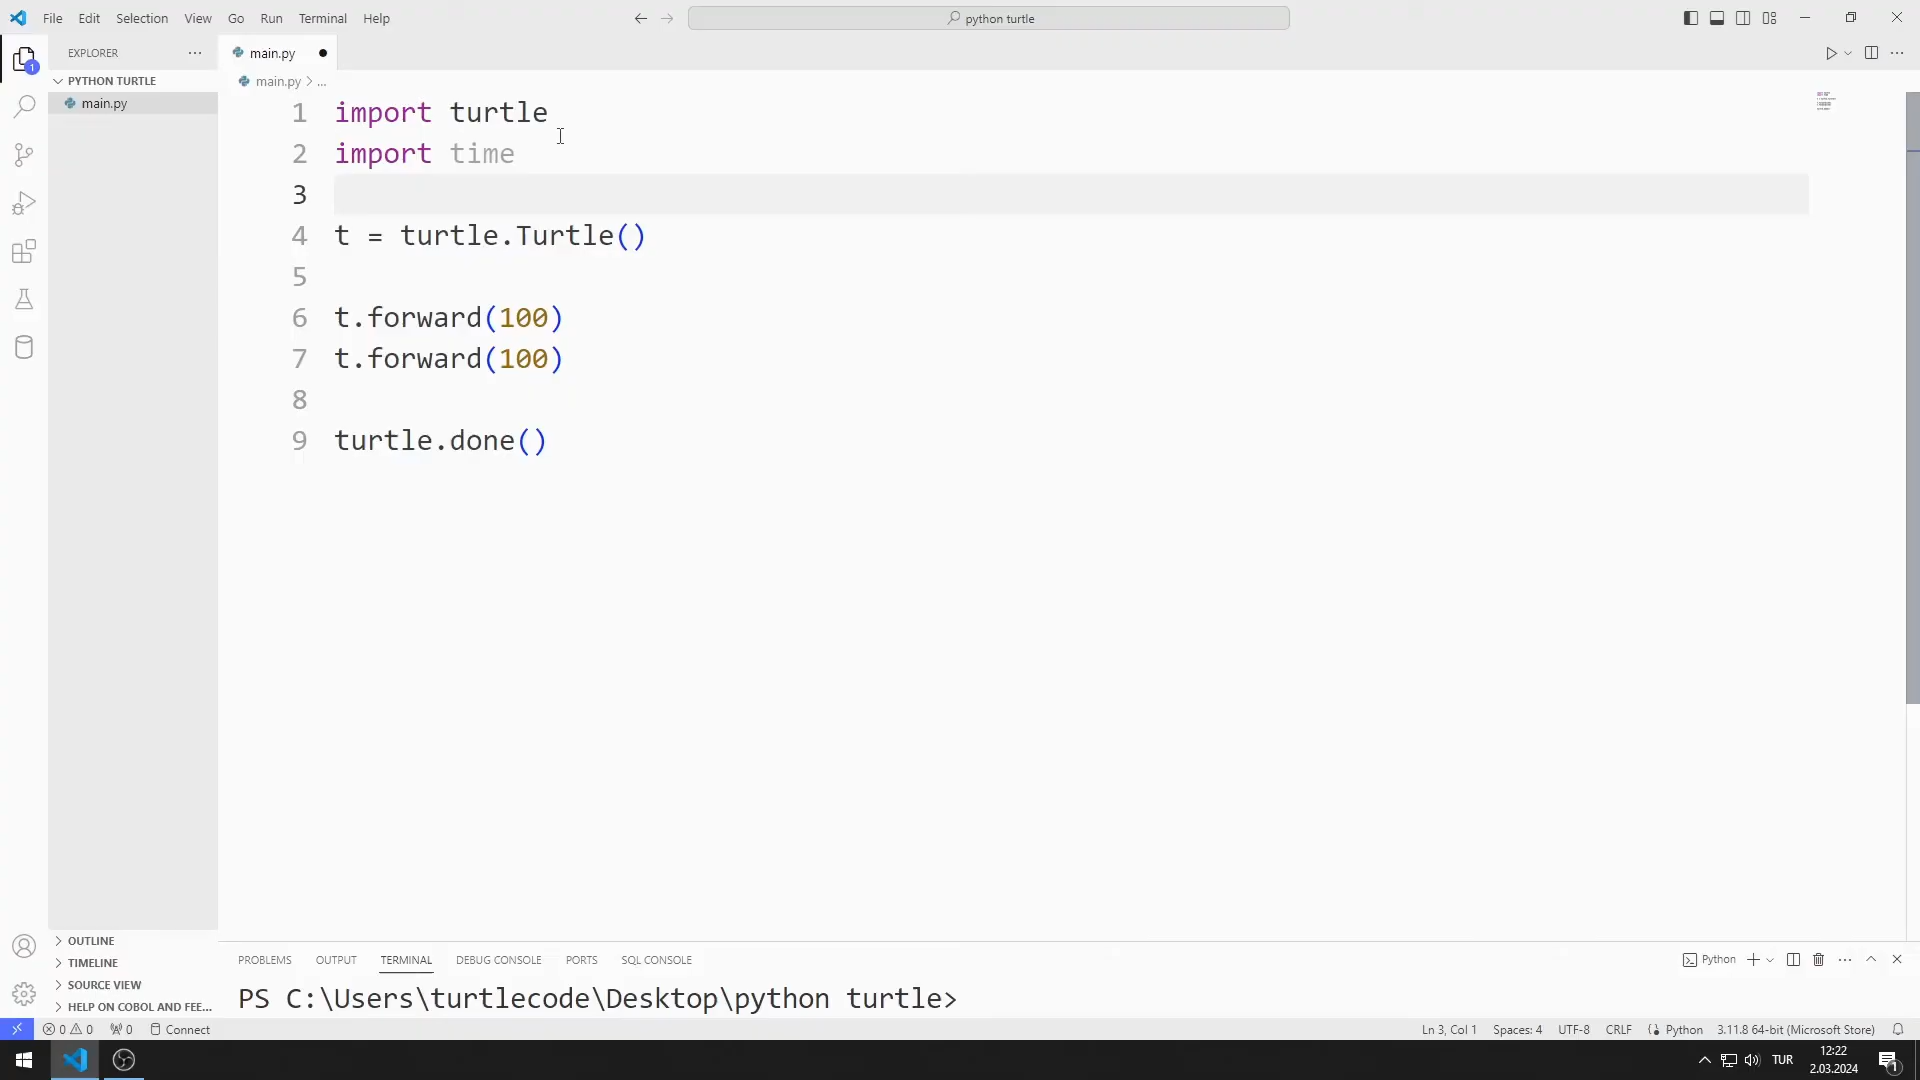 File Edit Selection View Go Run Terminal Help
python turtle
EXPLORER
PYTHON TURTLE
main.py
1
main.py
main.py > ...
1 import turtle
2 import time
3
4 t = turtle.Turtle()
5
6 t.forward(100)
7 t.forward(100)
8
9 turtle.done()
OUTLINE
TIMELINE
SOURCE VIEW
HELP ON COBOL AND FEE...
PROBLEMS OUTPUT TERMINAL DEBUG CONSOLE PORTS SQL CONSOLE
Python
PS C:\Users\turtlecode\Desktop\python turtle>
0 0 0 Connect
Ln 3, Col 1 Spaces: 4 UTF-8 CRLF Python 3.11.8 64-bit (Microsoft Store)
TUR
12:22
2.03.2024
1